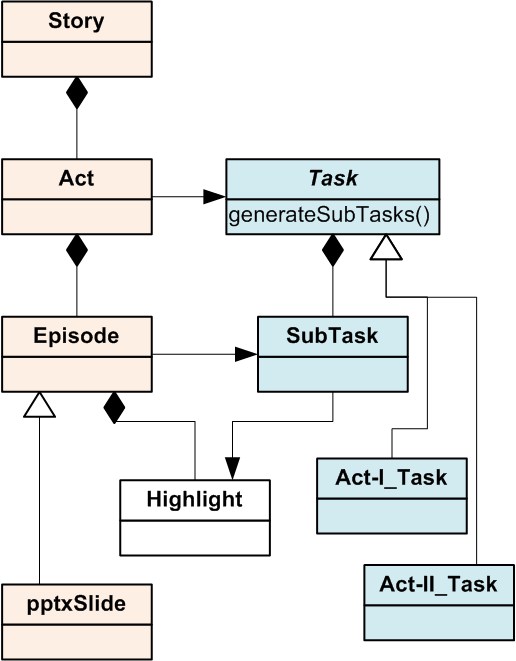 Story
Act
Task
generateSubTasks()
Episode
SubTask
Highlight
Act-I_Task
Act-II_Task
pptxSlide